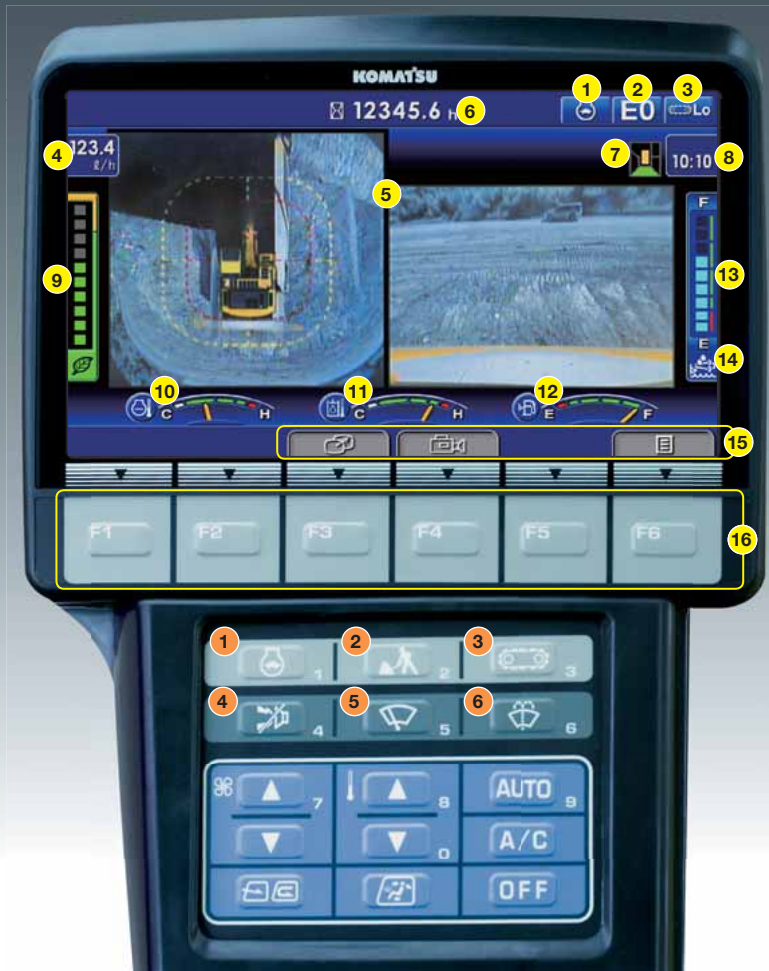 KOMATSU
1 2 3
12345.6 h 6 E0 Lo
4 123.4
ℓ/h
5 7 10:10 8
F
9 13
E
14
10 11 12
C H C H E F
15
F1 F2 F3 F4 F5 F6 16
1 2 3
1 2 3
4 5 6
4 5 6
7 8 AUTO 9
0 A/C
OFF